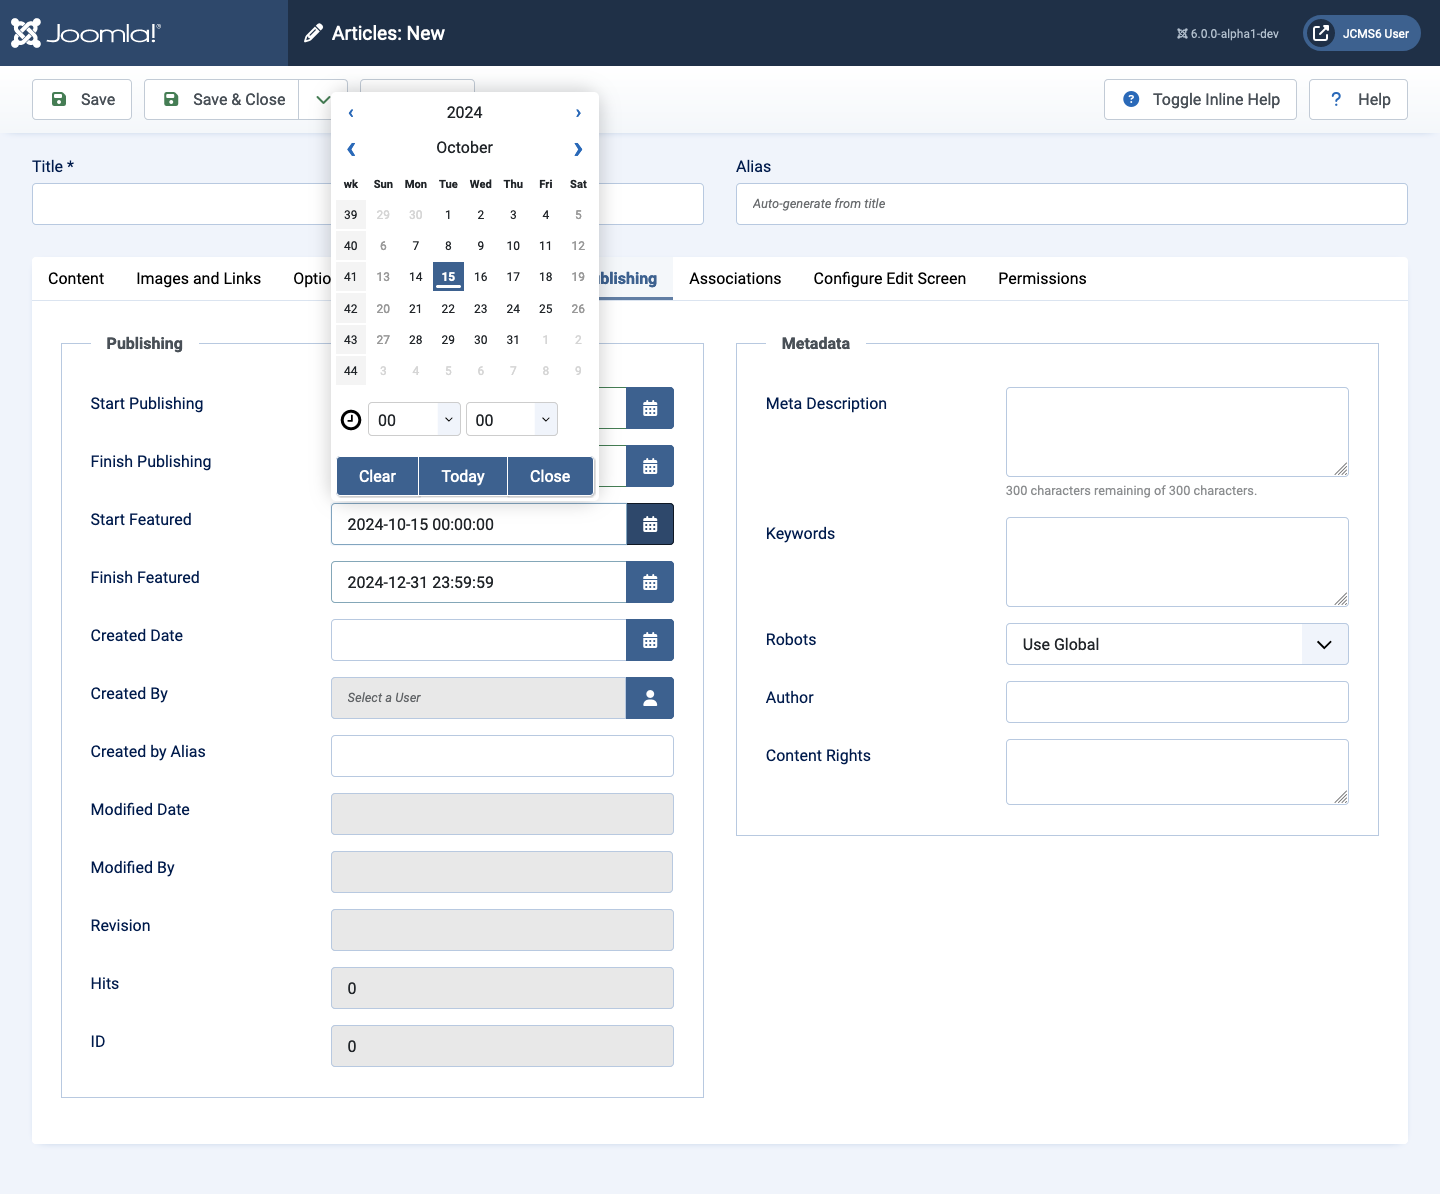 Joomla!®
Articles: New
6.0.0-alpha1-dev
JCMS6 User
Save
Save & Close
Toggle Inline Help
? Help
Title *
Alias
Auto-generate from title
‹ 2024 ›
❮ October ❯
wk Sun Mon Tue Wed Thu Fri Sat
39 29 30 1 2 3 4 5
40 6 7 8 9 10 11 12
41 13 14 15 16 17 18 19
42 20 21 22 23 24 25 26
43 27 28 29 30 31 1 2
44 3 4 5 6 7 8 9
00 00
Clear Today Close
Content Images and Links Optio blishing Associations Configure Edit Screen Permissions
Publishing
Start Publishing
Finish Publishing
Start Featured 2024-10-15 00:00:00
Finish Featured 2024-12-31 23:59:59
Created Date
Created By Select a User
Created by Alias
Modified Date
Modified By
Revision
Hits 0
ID 0
Metadata
Meta Description
300 characters remaining of 300 characters.
Keywords
Robots Use Global
Author
Content Rights